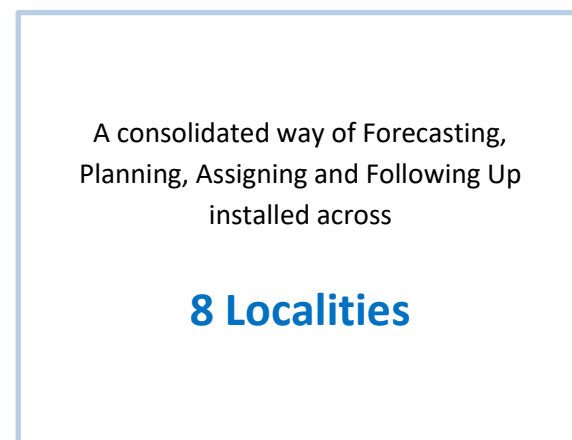 A consolidated way of Forecasting,
Planning, Assigning and Following Up
installed across
8 Localities